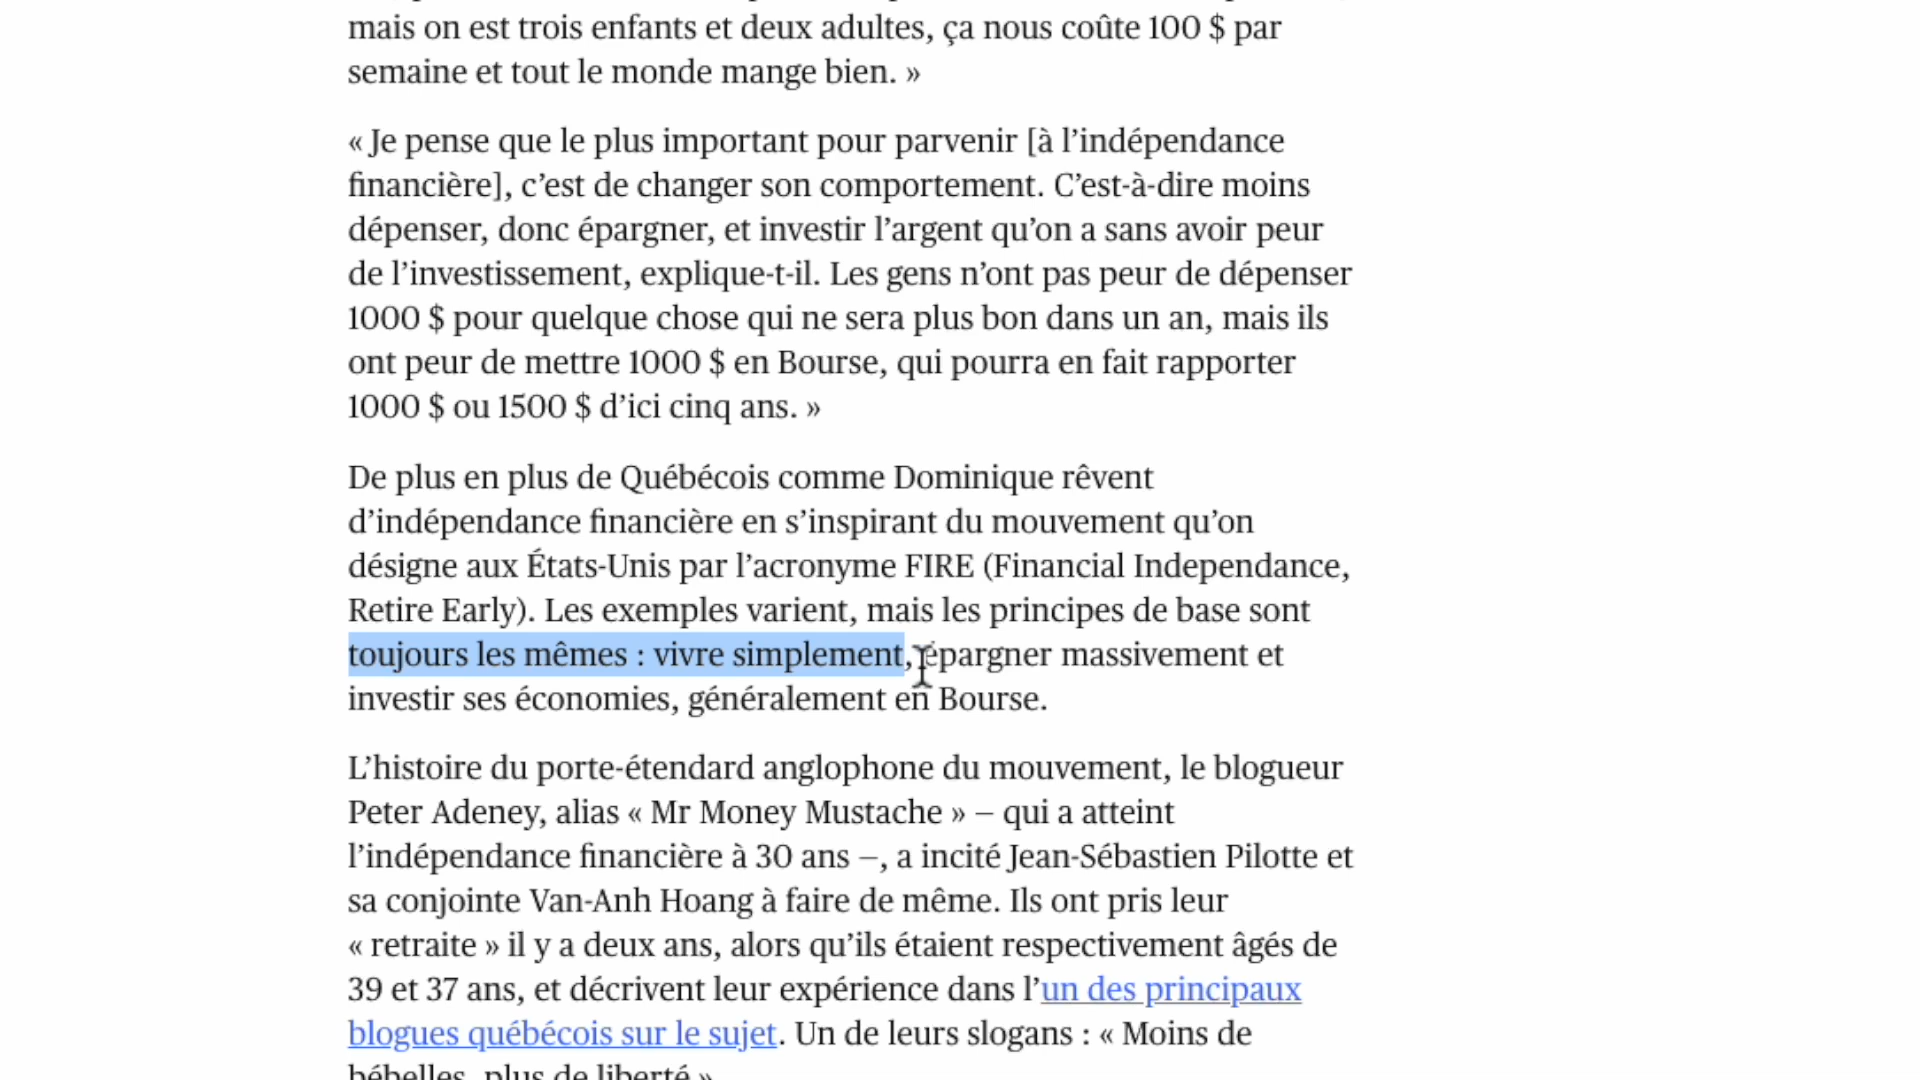 mais on est trois enfants et deux adultes, ça nous coûte 100 $ par
semaine et tout le monde mange bien. »
« Je pense que le plus important pour parvenir [à l’indépendance
financière], c’est de changer son comportement. C’est-à-dire moins
dépenser, donc épargner, et investir l’argent qu’on a sans avoir peur
de l’investissement, explique-t-il. Les gens n’ont pas peur de dépenser
1000 $ pour quelque chose qui ne sera plus bon dans un an, mais ils
ont peur de mettre 1000 $ en Bourse, qui pourra en fait rapporter
1000 $ ou 1500 $ d’ici cinq ans. »
De plus en plus de Québécois comme Dominique rêvent
d’indépendance financière en s’inspirant du mouvement qu’on
désigne aux États-Unis par l’acronyme FIRE (Financial Independance,
Retire Early). Les exemples varient, mais les principes de base sont
toujours les mêmes : vivre simplement, épargner massivement et
investir ses économies, généralement en Bourse.
L’histoire du porte-étendard anglophone du mouvement, le blogueur
Peter Adeney, alias « Mr Money Mustache » – qui a atteint
l’indépendance financière à 30 ans –, a incité Jean-Sébastien Pilotte et
sa conjointe Van-Anh Hoang à faire de même. Ils ont pris leur
« retraite » il y a deux ans, alors qu’ils étaient respectivement âgés de
39 et 37 ans, et décrivent leur expérience dans l’un des principaux
blogues québécois sur le sujet. Un de leurs slogans : « Moins de
bébelles, plus de liberté »